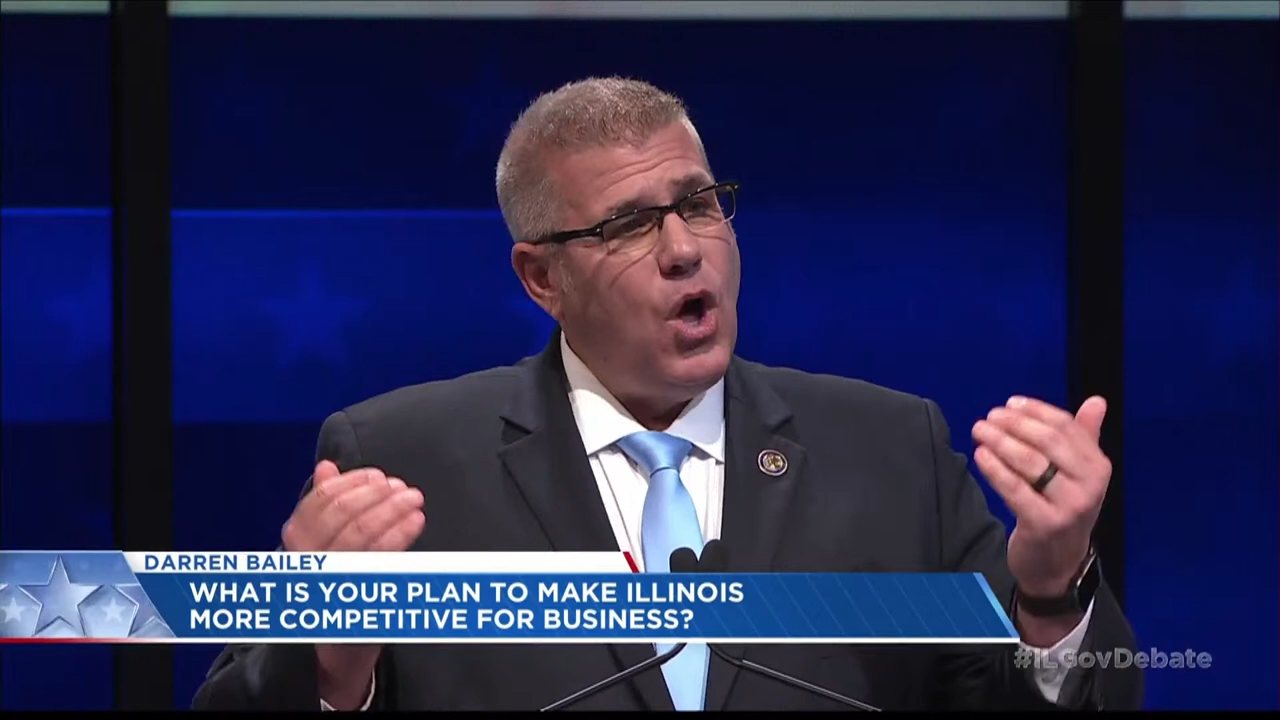 DARREN BAILEY
WHAT IS YOUR PLAN TO MAKE ILLINOIS
MORE COMPETITIVE FOR BUSINESS?
#ILGovDebate